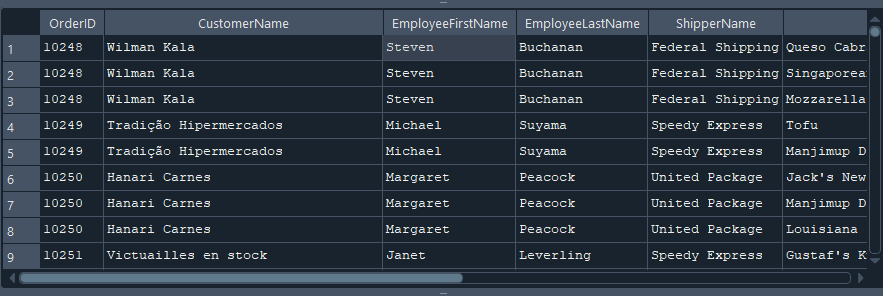 OrderID CustomerName EmployeeFirstName EmployeeLastName ShipperName
1 10248 Wilman Kala Steven Buchanan Federal Shipping Queso Cabr
2 10248 Wilman Kala Steven Buchanan Federal Shipping Singaporea
3 10248 Wilman Kala Steven Buchanan Federal Shipping Mozzarella
4 10249 Tradição Hipermercados Michael Suyama Speedy Express Tofu
5 10249 Tradição Hipermercados Michael Suyama Speedy Express Manjimup D
6 10250 Hanari Carnes Margaret Peacock United Package Jack's New
7 10250 Hanari Carnes Margaret Peacock United Package Manjimup D
8 10250 Hanari Carnes Margaret Peacock United Package Louisiana
9 10251 Victuailles en stock Janet Leverling Speedy Express Gustaf's K